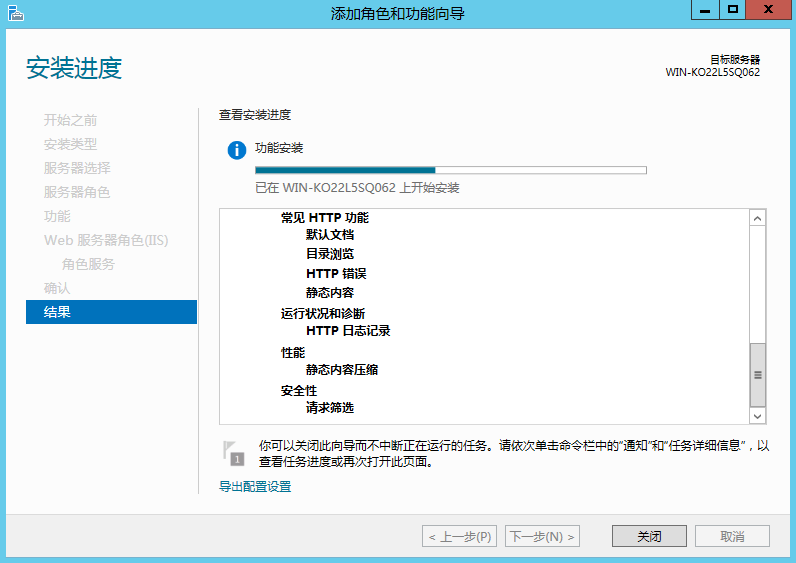 添加角色和功能向导
安装进度
目标服务器
WIN-KO22L5SQ062
开始之前
安装类型
服务器选择
服务器角色
功能
Web 服务器角色(IIS)
角色服务
确认
结果
查看安装进度
功能安装
已在 WIN-KO22L5SQ062 上开始安装
常见 HTTP 功能
默认文档
目录浏览
HTTP 错误
静态内容
运行状况和诊断
HTTP 日志记录
性能
静态内容压缩
安全性
请求筛选
1
你可以关闭此向导而不中断正在运行的任务。请依次单击命令栏中的"通知"和"任务详细信息"，以
查看任务进度或再次打开此页面。
导出配置设置
< 上一步(P)
下一步(N) >
关闭
取消